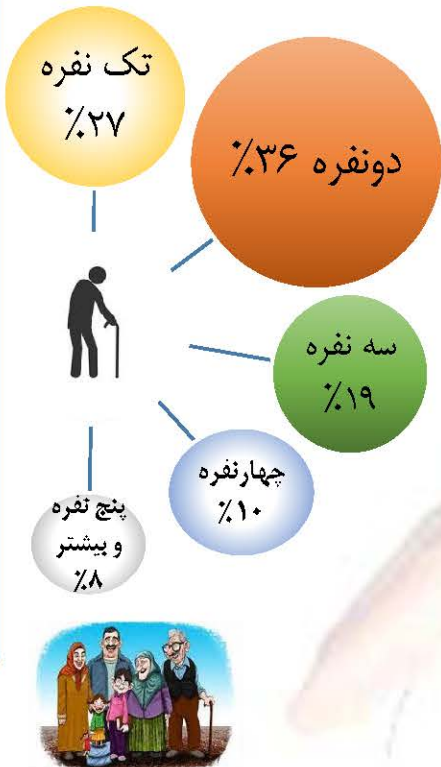 تک نفره
٪۲۷
دونفره ۳۶٪
سه نفره
٪۱۹
چهارنفره
٪۱۰
پنج نفره
و بیشتر
٪۸